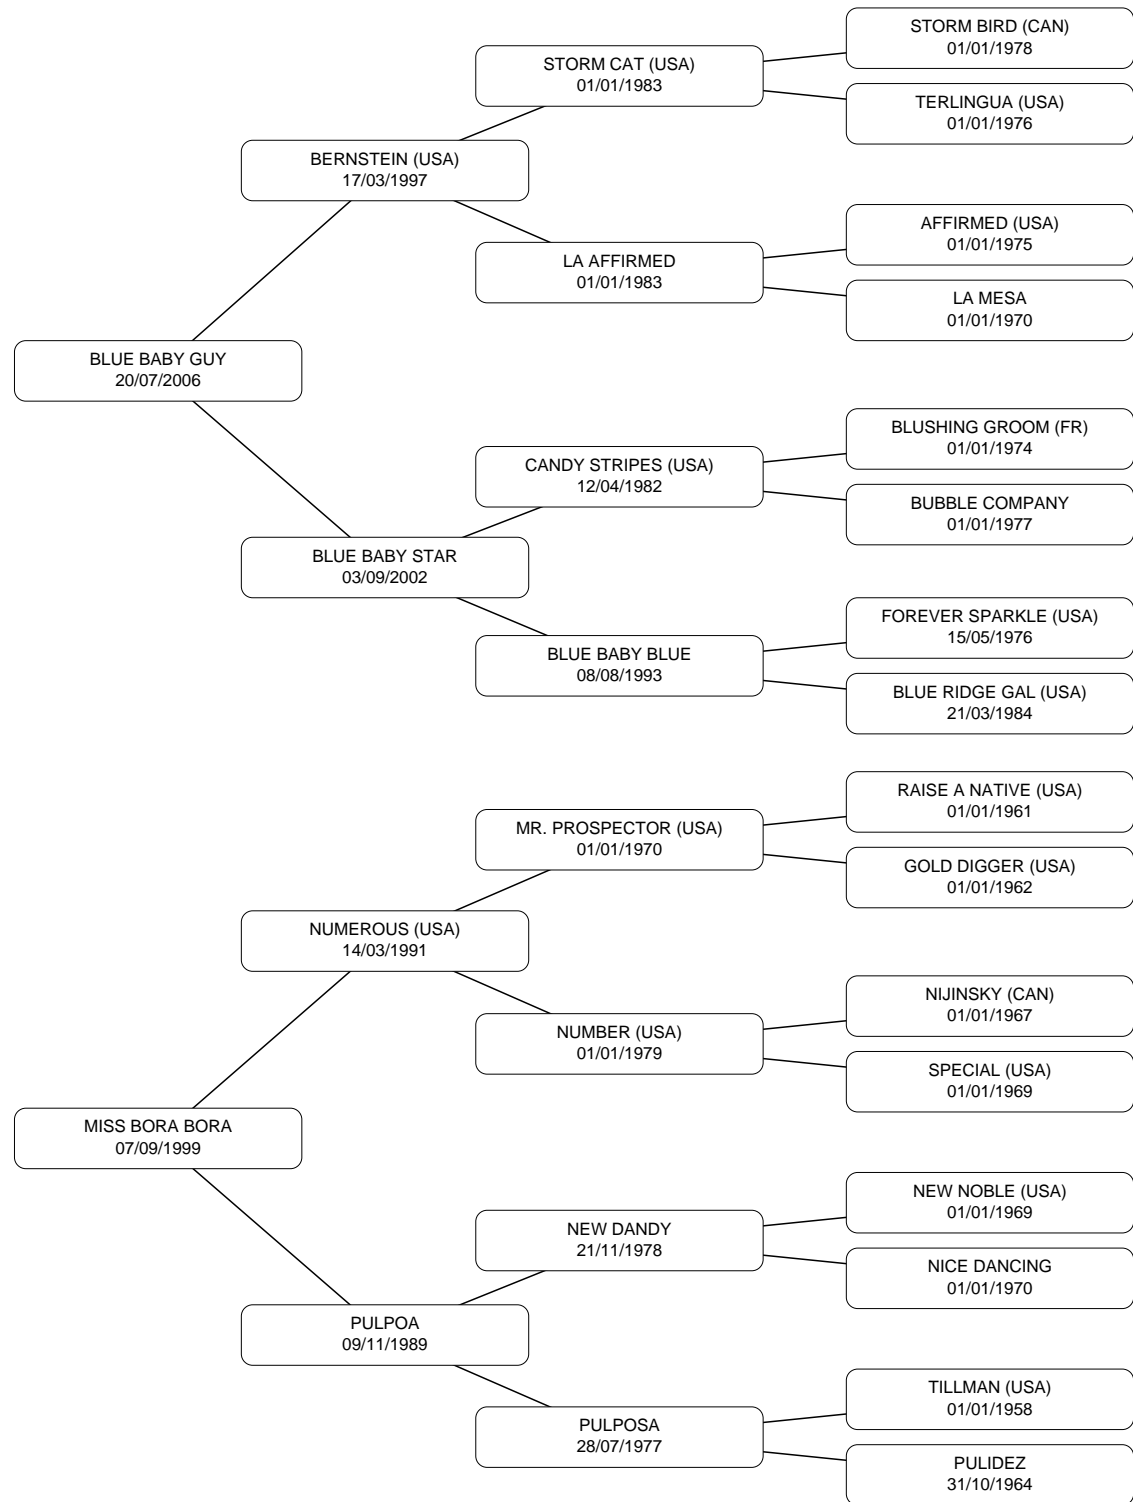 STORM BIRD (CAN)
01/01/1978
STORM CAT (USA)
01/01/1983
TERLINGUA (USA)
01/01/1976
BERNSTEIN (USA)
17/03/1997
AFFIRMED (USA)
01/01/1975
LA AFFIRMED
01/01/1983
LA MESA
01/01/1970
BLUE BABY GUY
20/07/2006
BLUSHING GROOM (FR)
01/01/1974
CANDY STRIPES (USA)
12/04/1982
BUBBLE COMPANY
01/01/1977
BLUE BABY STAR
03/09/2002
FOREVER SPARKLE (USA)
15/05/1976
BLUE BABY BLUE
08/08/1993
BLUE RIDGE GAL (USA)
21/03/1984
RAISE A NATIVE (USA)
01/01/1961
MR. PROSPECTOR (USA)
01/01/1970
GOLD DIGGER (USA)
01/01/1962
NUMEROUS (USA)
14/03/1991
NIJINSKY (CAN)
01/01/1967
NUMBER (USA)
01/01/1979
SPECIAL (USA)
01/01/1969
MISS BORA BORA
07/09/1999
NEW NOBLE (USA)
01/01/1969
NEW DANDY
21/11/1978
NICE DANCING
01/01/1970
PULPOA
09/11/1989
TILLMAN (USA)
01/01/1958
PULPOSA
28/07/1977
PULIDEZ
31/10/1964